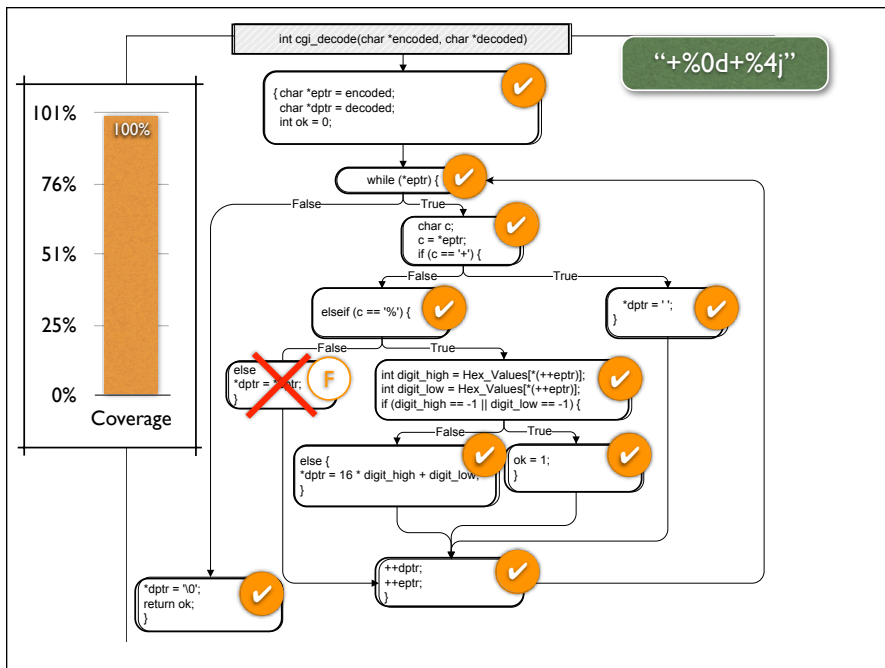 int cgi_decode(char *encoded, char *decoded)
“+%0d+%4j”
{ char *eptr = encoded;
char *dptr = decoded;
int ok = 0;
101%
100%
76%
51%
25%
0%
Coverage
while (*eptr) {
False
True
char c;
c = *eptr;
if (c == '+') {
False
True
elseif (c == '%') {
*dptr = ' ';
}
False
True
else
*dptr = *eptr;
}
F
int digit_high = Hex_Values[*(++eptr)];
int digit_low = Hex_Values[*(++eptr)];
if (digit_high == -1 || digit_low == -1) {
False
True
else {
*dptr = 16 * digit_high + digit_low;
}
ok = 1;
}
++dptr;
++eptr;
}
*dptr = '\0';
return ok;
}